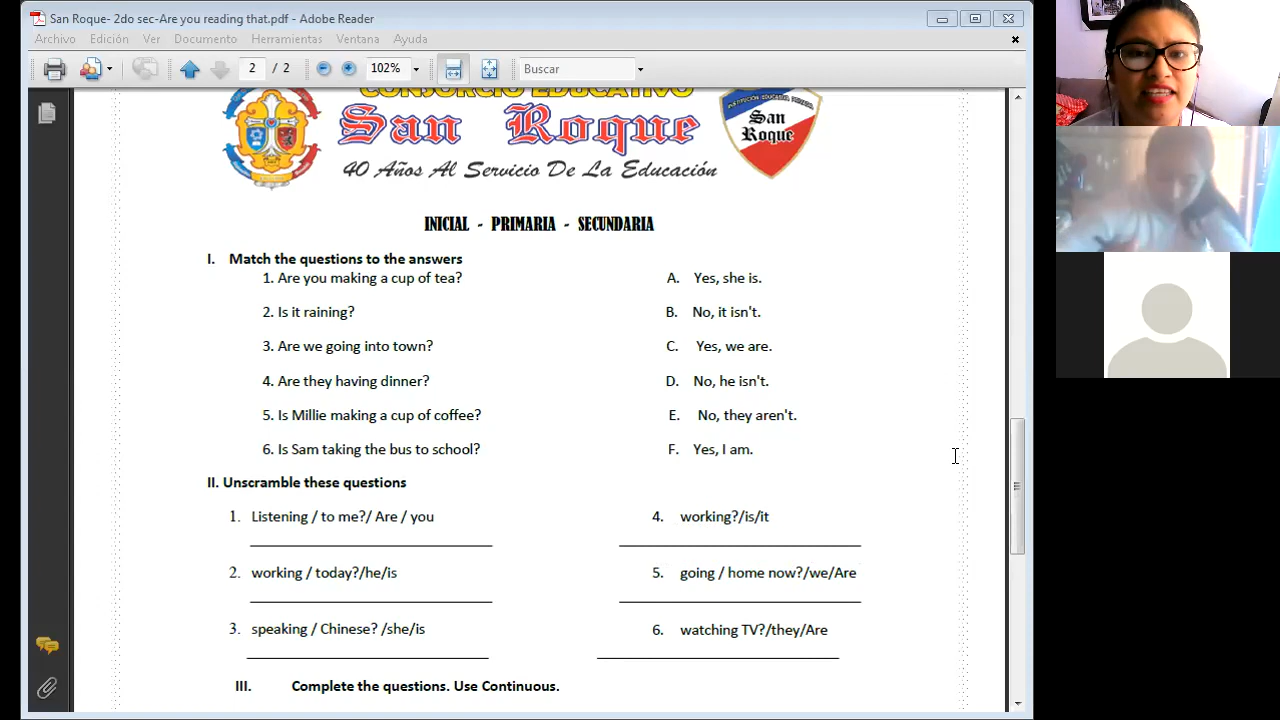 San Roque- 2do sec-Are you reading that.pdf - Adobe Reader
Archivo Edición Ver Documento Herramientas Ventana Ayuda
2 / 2 102% Buscar
CONSORCIO EDUCATIVO
San Roque
San Roque
40 Años Al Servicio De La Educación
INICIAL - PRIMARIA - SECUNDARIA
I. Match the questions to the answers
1. Are you making a cup of tea? A. Yes, she is.
2. Is it raining? B. No, it isn't.
3. Are we going into town? C. Yes, we are.
4. Are they having dinner? D. No, he isn't.
5. Is Millie making a cup of coffee? E. No, they aren't.
6. Is Sam taking the bus to school? F. Yes, I am.
II. Unscramble these questions
1. Listening / to me?/ Are / you 4. working?/is/it
2. working / today?/he/is 5. going / home now?/we/Are
3. speaking / Chinese? /she/is 6. watching TV?/they/Are
III. Complete the questions. Use Continuous.